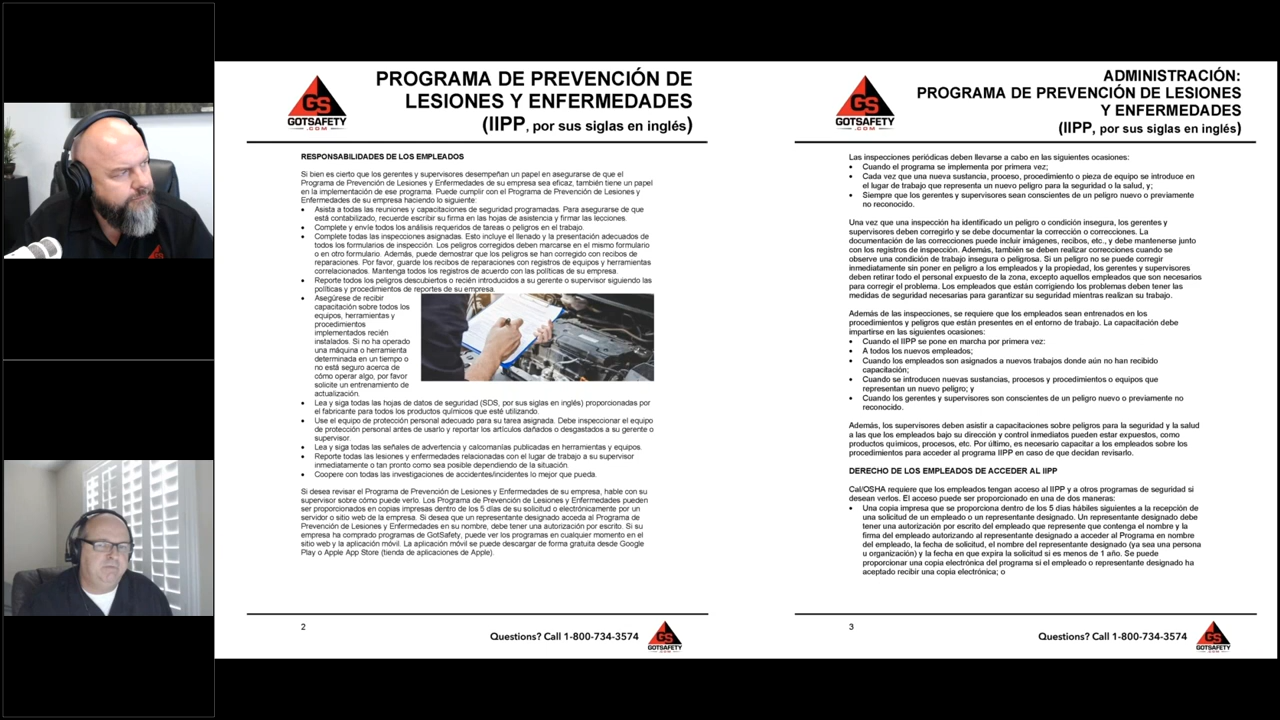 GS
GOTSAFETY
.COM
PROGRAMA DE PREVENCIÓN DE
LESIONES Y ENFERMEDADES
(IIPP, por sus siglas en inglés)
RESPONSABILIDADES DE LOS EMPLEADOS
Si bien es cierto que los gerentes y supervisores desempeñan un papel en asegurarse de que el
Programa de Prevención de Lesiones y Enfermedades de su empresa sea eficaz, también tiene un papel
en la implementación de ese programa. Puede cumplir con el Programa de Prevención de Lesiones y
Enfermedades de su empresa haciendo lo siguiente:
• Asista a todas las reuniones y capacitaciones de seguridad programadas. Para asegurarse de que
está contabilizado, recuerde escribir su firma en las hojas de asistencia y firmar las lecciones.
• Complete y envíe todos los análisis requeridos de tareas o peligros en el trabajo.
• Complete todas las inspecciones asignadas. Esto incluye el llenado y la presentación adecuados de
todos los formularios de inspección. Los peligros corregidos deben marcarse en el mismo formulario
o en otro formulario. Además, puede demostrar que los peligros se han corregido con recibos de
reparaciones. Por favor, guarde los recibos de reparaciones con registros de equipos y herramientas
correlacionados. Mantenga todos los registros de acuerdo con las políticas de su empresa.
• Reporte todos los peligros descubiertos o recién introducidos a su gerente o supervisor siguiendo las
políticas y procedimientos de reportes de su empresa.
• Asegúrese de recibir
capacitación sobre todos los
equipos, herramientas y
procedimientos
implementados recién
instalados. Si no ha operado
una máquina o herramienta
determinada en un tiempo o
no está seguro acerca de
cómo operar algo, por favor
solicite un entrenamiento de
actualización.
• Lea y siga todas las hojas de datos de seguridad (SDS, por sus siglas en inglés) proporcionadas por
el fabricante para todos los productos químicos que esté utilizando.
• Use el equipo de protección personal adecuado para su tarea asignada. Debe inspeccionar el equipo
de protección personal antes de usarlo y reportar los artículos dañados o desgastados a su gerente o
supervisor.
• Lea y siga todas las señales de advertencia y calcomanías publicadas en herramientas y equipos.
• Reporte todas las lesiones y enfermedades relacionadas con el lugar de trabajo a su supervisor
inmediatamente o tan pronto como sea posible dependiendo de la situación.
• Coopere con todas las investigaciones de accidentes/incidentes lo mejor que pueda.
Si desea revisar el Programa de Prevención de Lesiones y Enfermedades de su empresa, hable con su
supervisor sobre cómo puede verlo. Los Programa de Prevención de Lesiones y Enfermedades pueden
ser proporcionados en copias impresas dentro de los 5 días de su solicitud o electrónicamente por un
servidor o sitio web de la empresa. Si desea que un representante designado acceda al Programa de
Prevención de Lesiones y Enfermedades en su nombre, debe tener una autorización por escrito. Si su
empresa ha comprado programas de GotSafety, puede ver los programas en cualquier momento en el
sitio web y la aplicación móvil. La aplicación móvil se puede descargar de forma gratuita desde Google
Play o Apple App Store (tienda de aplicaciones de Apple).
2
Questions? Call 1-800-734-3574
GS
GOTSAFETY
.COM
GS
GOTSAFETY
.COM
ADMINISTRACIÓN:
PROGRAMA DE PREVENCIÓN DE LESIONES
Y ENFERMEDADES
(IIPP, por sus siglas en inglés)
Las inspecciones periódicas deben llevarse a cabo en las siguientes ocasiones:
• Cuando el programa se implementa por primera vez;
• Cada vez que una nueva sustancia, proceso, procedimiento o pieza de equipo se introduce en
el lugar de trabajo que representa un nuevo peligro para la seguridad o la salud, y;
• Siempre que los gerentes y supervisores sean conscientes de un peligro nuevo o previamente
no reconocido.
Una vez que una inspección ha identificado un peligro o condición insegura, los gerentes y
supervisores deben corregirlo y se debe documentar la corrección o correcciones. La
documentación de las correcciones puede incluir imágenes, recibos, etc., y debe mantenerse junto
con los registros de inspección. Además, también se deben realizar correcciones cuando se
observe una condición de trabajo insegura o peligrosa. Si un peligro no se puede corregir
inmediatamente sin poner en peligro a los empleados y la propiedad, los gerentes y supervisores
deben retirar todo el personal expuesto de la zona, excepto aquellos empleados que son necesarios
para corregir el problema. Los empleados que están corrigiendo los problemas deben tener las
medidas de seguridad necesarias para garantizar su seguridad mientras realizan su trabajo.
Además de las inspecciones, se requiere que los empleados sean entrenados en los
procedimientos y peligros que están presentes en el entorno de trabajo. La capacitación debe
impartirse en las siguientes ocasiones:
• Cuando el IIPP se pone en marcha por primera vez:
• A todos los nuevos empleados;
• Cuando los empleados son asignados a nuevos trabajos donde aún no han recibido
capacitación;
• Cuando se introducen nuevas sustancias, procesos y procedimientos o equipos que
representan un nuevo peligro; y
• Cuando los gerentes y supervisores son conscientes de un peligro nuevo o previamente no
reconocido.
Además, los supervisores deben asistir a capacitaciones sobre peligros para la seguridad y la salud
a las que los empleados bajo su dirección y control inmediatos pueden estar expuestos, como
productos químicos, procesos, etc. Por último, es necesario capacitar a los empleados sobre los
procedimientos para acceder al programa IIPP en caso de que decidan revisarlo.
DERECHO DE LOS EMPLEADOS DE ACCEDER AL IIPP
Cal/OSHA requiere que los empleados tengan acceso al IIPP y a otros programas de seguridad si
desean verlos. El acceso puede ser proporcionado en una de dos maneras:
• Una copia impresa que se proporciona dentro de los 5 días hábiles siguientes a la recepción de
una solicitud de un empleado o un representante designado. Un representante designado debe
tener una autorización por escrito del empleado que represente que contenga el nombre y la
firma del empleado autorizando al representante designado a acceder al Programa en nombre
del empleado, la fecha de solicitud, el nombre del representante designado (ya sea una persona
u organización) y la fecha en que expira la solicitud si es menos de 1 año. Se puede
proporcionar una copia electrónica del programa si el empleado o representante designado ha
aceptado recibir una copia electrónica; o
3
Questions? Call 1-800-734-3574
GS
GOTSAFETY
.COM